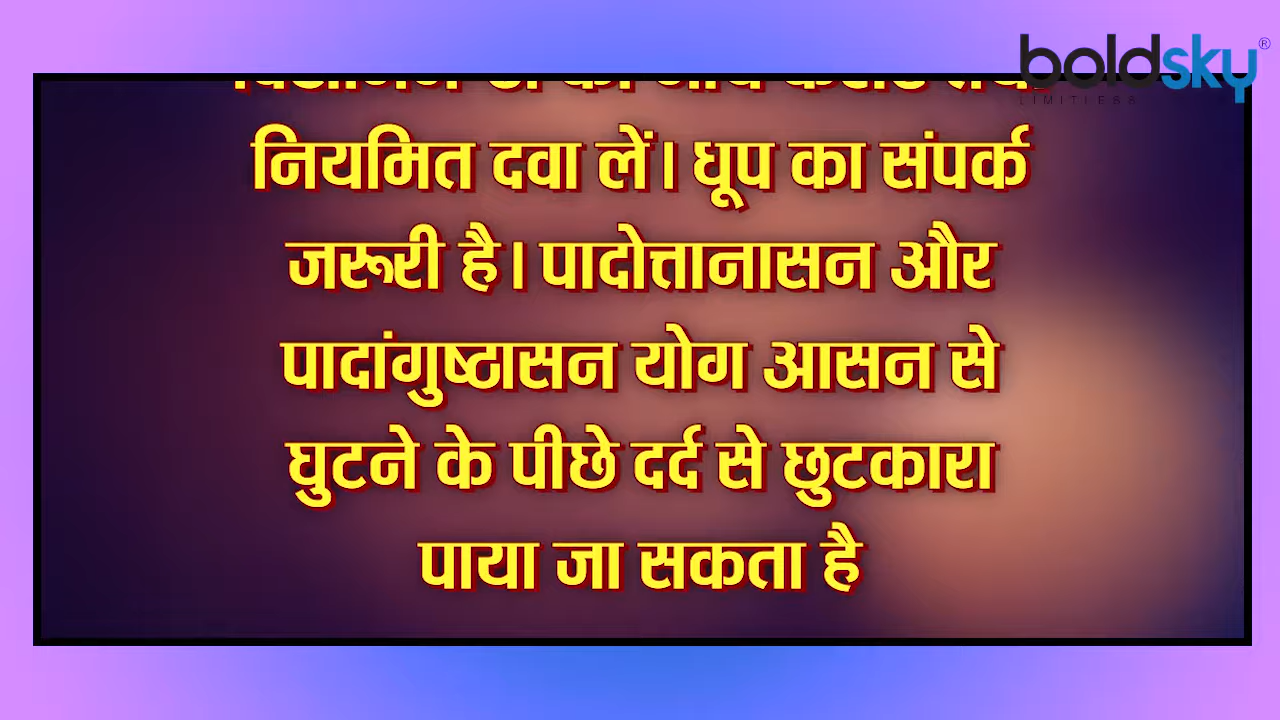 boldsky®
LIMITLESS
नियमित दवा लें। धूप का संपर्क
जरूरी है। पादोत्तानासन और
पादांगुष्ठासन योग आसन से
घुटने के पीछे दर्द से छुटकारा
पाया जा सकता है